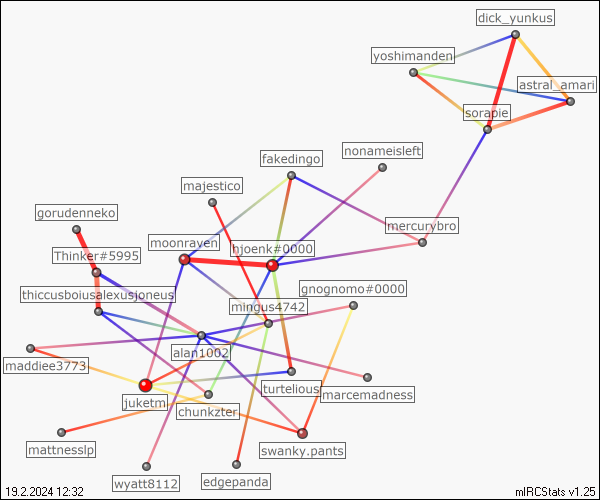 dick_yunkus
yoshimanden
astral_amari
sorapie
nonameisleft
fakedingo
majestico
gorudenneko
mercurybro
moonraven
hjoenk#0000
Thinker#5995
thiccusboiusalexusjoneus
gnognomo#0000
mingus4742
alan1002
maddiee3773
turtelious
marcemadness
juketm
chunkzter
mattnesslp
swanky.pants
wyatt8112
edgepanda
19.2.2024 12:32
mIRCStats v1.25